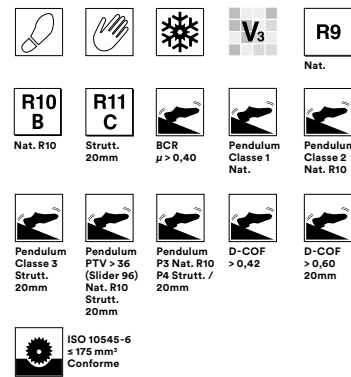 V3
R9
Nat.
R10
B
Nat. R10
R11
C
Strutt.
20mm
BCR
μ > 0,40
Pendulum
Classe 1
Nat.
Pendulum
Classe 2
Nat. R10
Pendulum
Classe 3
Strutt.
20mm
Pendulum
PTV > 36
(Slider 96)
Nat. R10
Strutt.
20mm
Pendulum
P3 Nat. R10
P4 Strutt. /
20mm
D-COF
> 0,42
D-COF
> 0,60
20mm
ISO 10545-6
≤ 175 mm³
Conforme